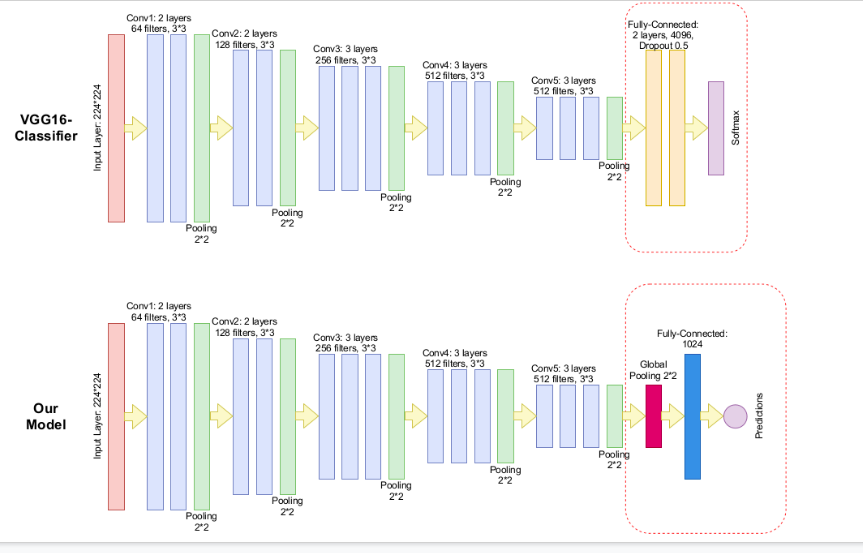 VGG16-
Classifier
Input Layer: 224*224
Conv1: 2 layers
64 filters, 3*3
Pooling
2*2
Conv2: 2 layers
128 filters, 3*3
Pooling
2*2
Conv3: 3 layers
256 filters, 3*3
Pooling
2*2
Conv4: 3 layers
512 filters, 3*3
Pooling
2*2
Conv5: 3 layers
512 filters, 3*3
Pooling
2*2
Fully-Connected:
2 layers, 4096,
Dropout 0.5
Softmax
Our
Model
Input Layer: 224*224
Conv1: 2 layers
64 filters, 3*3
Pooling
2*2
Conv2: 2 layers
128 filters, 3*3
Pooling
2*2
Conv3: 3 layers
256 filters, 3*3
Pooling
2*2
Conv4: 3 layers
512 filters, 3*3
Pooling
2*2
Conv5: 3 layers
512 filters, 3*3
Pooling
2*2
Global
Pooling 2*2
Fully-Connected:
1024
Predictions